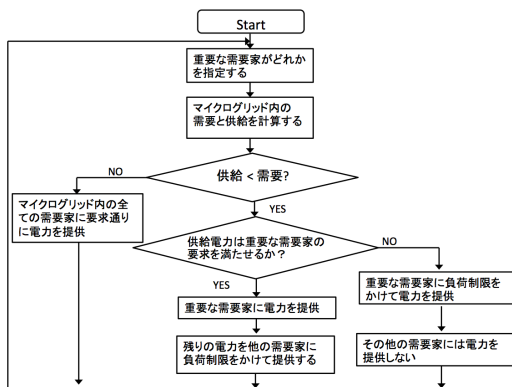 Start
重要な需要家がどれか
を指定する
マイクログリッド内の
需要と供給を計算する
供給 < 需要?
NO
YES
マイクログリッド内の全
ての需要家に要求通り
に電力を提供
供給電力は重要な需要家の
要求を満たせるか？
NO
YES
重要な需要家に負荷制限を
かけて電力を提供
重要な需要家に電力を提供
残りの電力を他の需要家に
負荷制限をかけて提供する
その他の需要家には電力を
提供しない